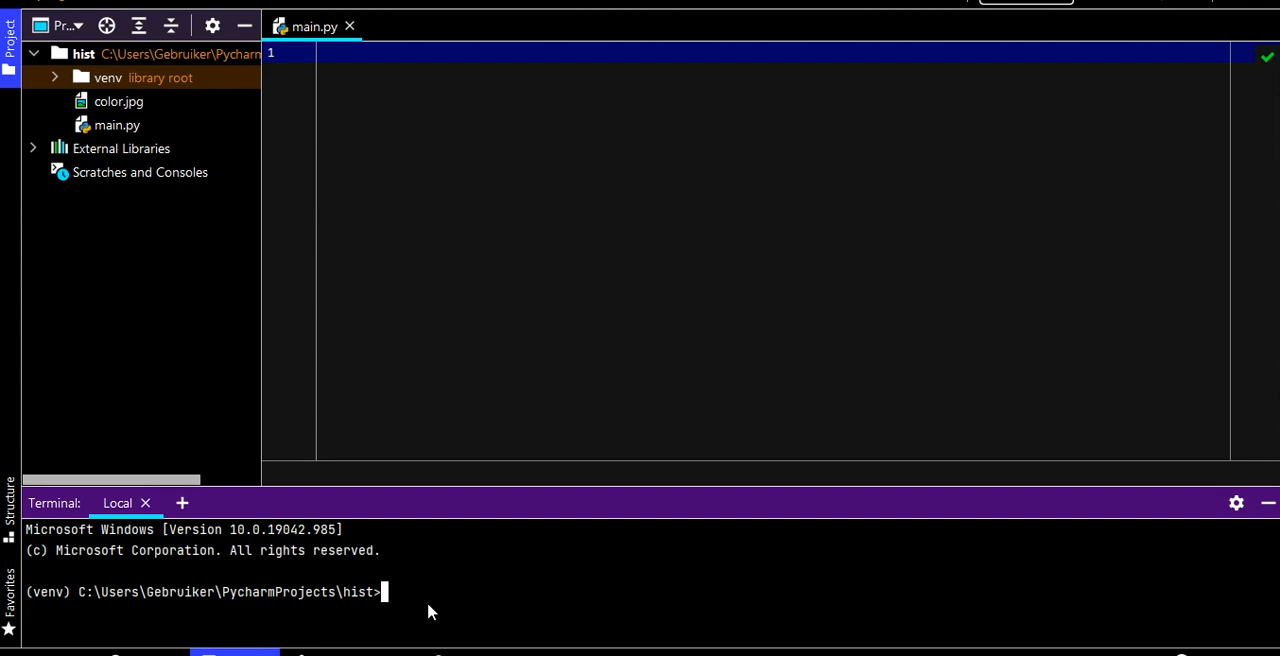 Project
Pr...
main.py
hist C:\Users\Gebruiker\Pycharm
1
venv library root
color.jpg
main.py
External Libraries
Scratches and Consoles
Structure
Favorites
Terminal: Local
Microsoft Windows [Version 10.0.19042.985]
(c) Microsoft Corporation. All rights reserved.
(venv) C:\Users\Gebruiker\PycharmProjects\hist>